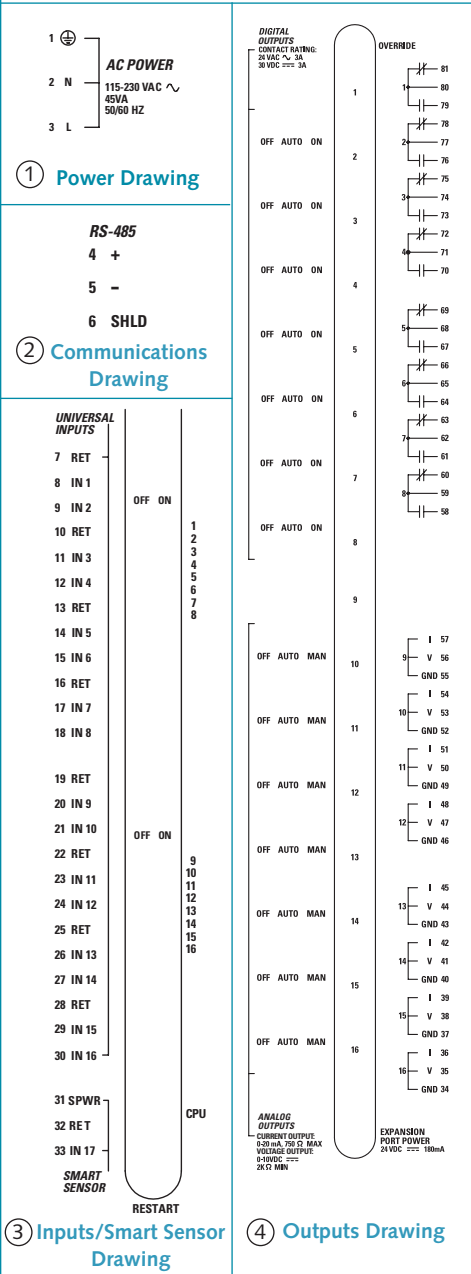 1
2 N
3 L
AC POWER
115-230 VAC
45VA
50/60 HZ
1 Power Drawing
RS-485
4 +
5 –
6 SHLD
2 Communications
Drawing
UNIVERSAL
INPUTS
7 RET
8 IN 1
9 IN 2
10 RET
11 IN 3
12 IN 4
13 RET
14 IN 5
15 IN 6
16 RET
17 IN 7
18 IN 8
19 RET
20 IN 9
21 IN 10
22 RET
23 IN 11
24 IN 12
25 RET
26 IN 13
27 IN 14
28 RET
29 IN 15
30 IN 16
31 SPWR
32 RET
33 IN 17
SMART
SENSOR
OFF ON
1
2
3
4
5
6
7
8
OFF ON
9
10
11
12
13
14
15
16
CPU
RESTART
3 Inputs/Smart Sensor
Drawing
DIGITAL
OUTPUTS
CONTACT RATING:
24 VAC 3A
30 VDC 3A
OFF AUTO ON
OFF AUTO ON
OFF AUTO ON
OFF AUTO ON
OFF AUTO ON
OFF AUTO ON
OFF AUTO ON
OFF AUTO MAN
OFF AUTO MAN
OFF AUTO MAN
OFF AUTO MAN
OFF AUTO MAN
OFF AUTO MAN
OFF AUTO MAN
ANALOG
OUTPUTS
CURRENT OUTPUT:
0-20 mA, 750 Ω MAX
VOLTAGE OUTPUT:
0-10VDC
2K Ω MIN
1
2
3
4
5
6
7
8
9
10
11
12
13
14
15
16
OVERRIDE
81
1 80
79
78
2 77
76
75
3 74
73
72
4 71
70
69
5 68
67
66
6 65
64
63
7 62
61
60
8 59
58
I 57
9 V 56
GND 55
I 54
10 V 53
GND 52
I 51
11 V 50
GND 49
I 48
12 V 47
GND 46
I 45
13 V 44
GND 43
I 42
14 V 41
GND 40
I 39
15 V 38
GND 37
I 36
16 V 35
GND 34
EXPANSION
PORT POWER
24 VDC 180mA
4 Outputs Drawing